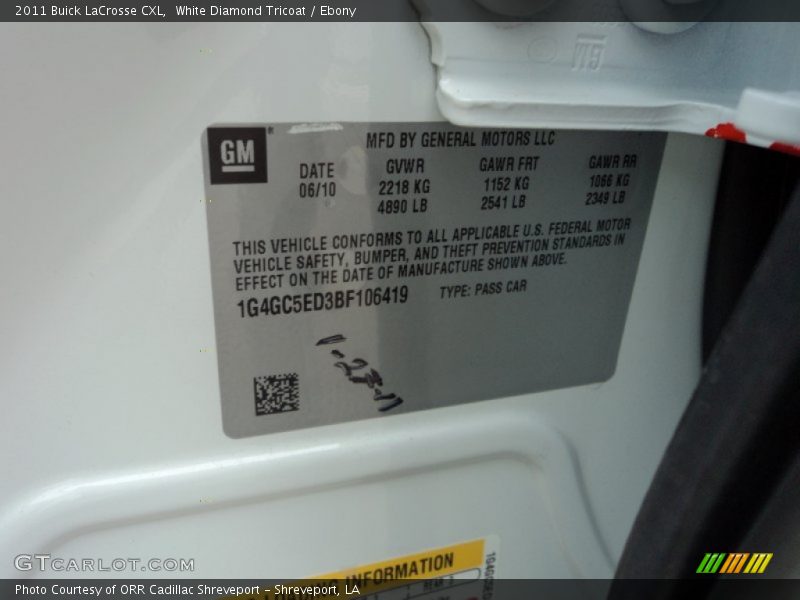 2011 Buick LaCrosse CXL, White Diamond Tricoat / Ebony
GM
GM
MFD BY GENERAL MOTORS LLC
DATE GVWR GAWR FRT GAWR RR
06/10 2218 KG 1152 KG 1066 KG
4890 LB 2541 LB 2349 LB
THIS VEHICLE CONFORMS TO ALL APPLICABLE U.S. FEDERAL MOTOR
VEHICLE SAFETY, BUMPER, AND THEFT PREVENTION STANDARDS IN
EFFECT ON THE DATE OF MANUFACTURE SHOWN ABOVE.
1G4GC5ED3BF106419 TYPE: PASS CAR
INFORMATION
GTCARLOT.COM
Photo Courtesy of ORR Cadillac Shreveport - Shreveport, LA